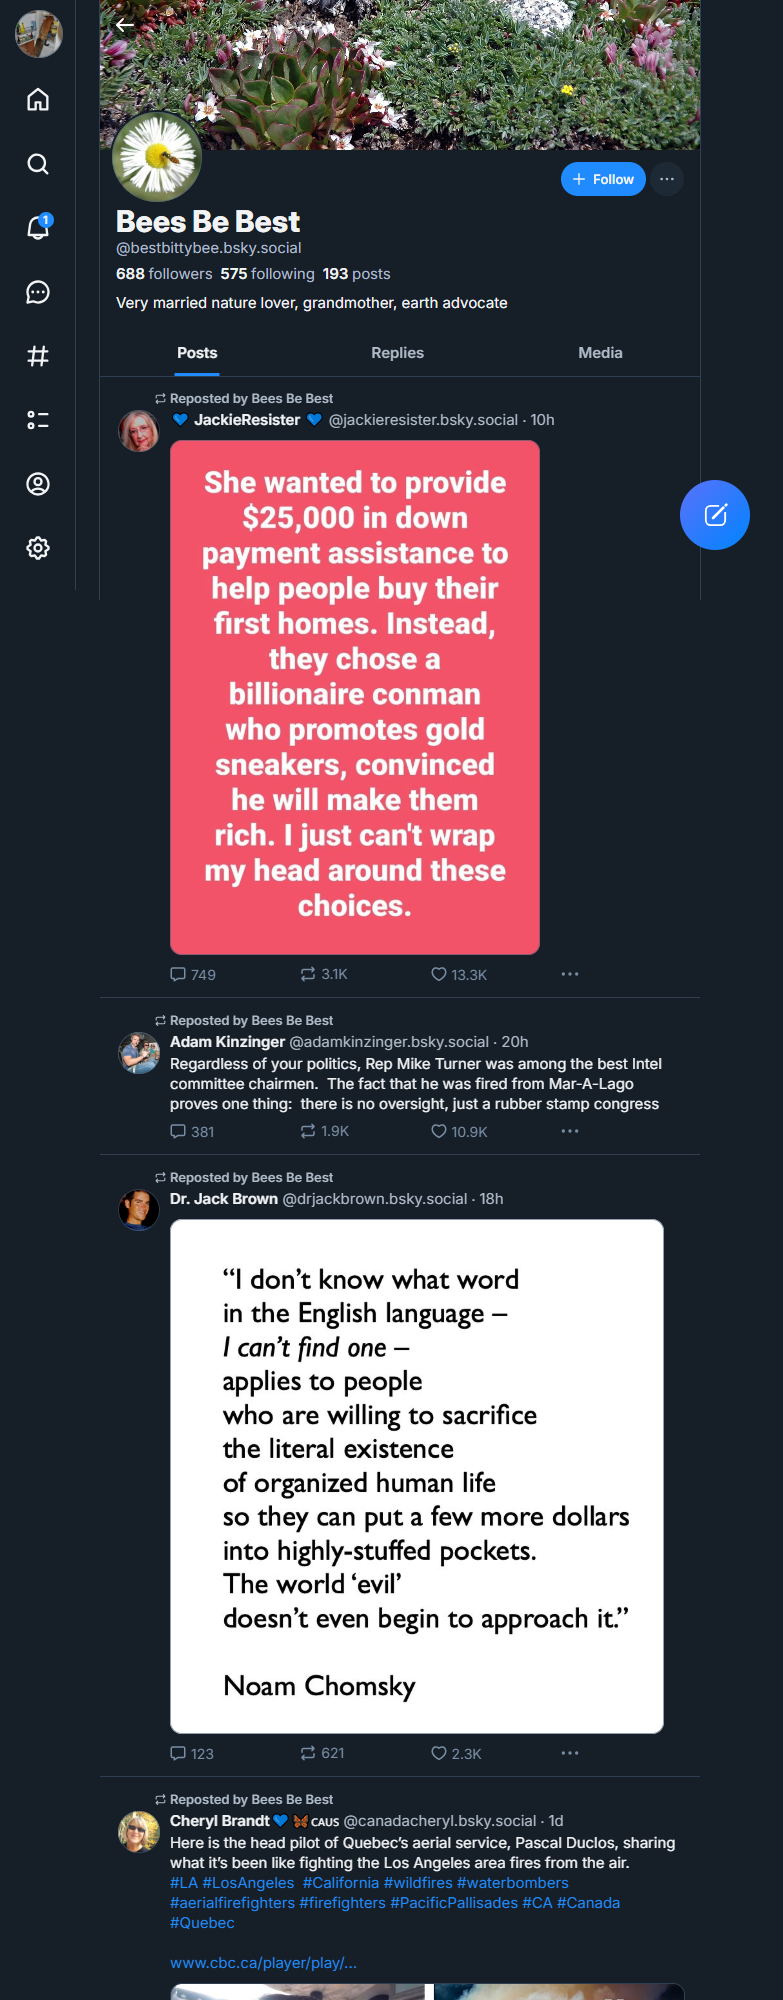 1
+ Follow
Bees Be Best
@bestbittybee.bsky.social
688 followers 575 following 193 posts
Very married nature lover, grandmother, earth advocate
Posts Replies Media
Reposted by Bees Be Best
💙 JackieResister 💙 @jackieresister.bsky.social · 10h
She wanted to provide
$25,000 in down
payment assistance to
help people buy their
first homes. Instead,
they chose a
billionaire conman
who promotes gold
sneakers, convinced
he will make them
rich. I just can't wrap
my head around these
choices.
749 3.1K 13.3K
Reposted by Bees Be Best
Adam Kinzinger @adamkinzinger.bsky.social · 20h
Regardless of your politics, Rep Mike Turner was among the best Intel
committee chairmen. The fact that he was fired from Mar-A-Lago
proves one thing: there is no oversight, just a rubber stamp congress
381 1.9K 10.9K
Reposted by Bees Be Best
Dr. Jack Brown @drjackbrown.bsky.social · 18h
“I don’t know what word
in the English language –
I can’t find one –
applies to people
who are willing to sacrifice
the literal existence
of organized human life
so they can put a few more dollars
into highly-stuffed pockets.
The world ‘evil’
doesn’t even begin to approach it.”
Noam Chomsky
123 621 2.3K
Reposted by Bees Be Best
Cheryl Brandt 💙 🦋 CAUS @canadacheryl.bsky.social · 1d
Here is the head pilot of Quebec’s aerial service, Pascal Duclos, sharing
what it’s been like fighting the Los Angeles area fires from the air.
#LA #LosAngeles #California #wildfires #waterbombers
#aerialfirefighters #firefighters #PacificPallisades #CA #Canada
#Quebec
www.cbc.ca/player/play/...